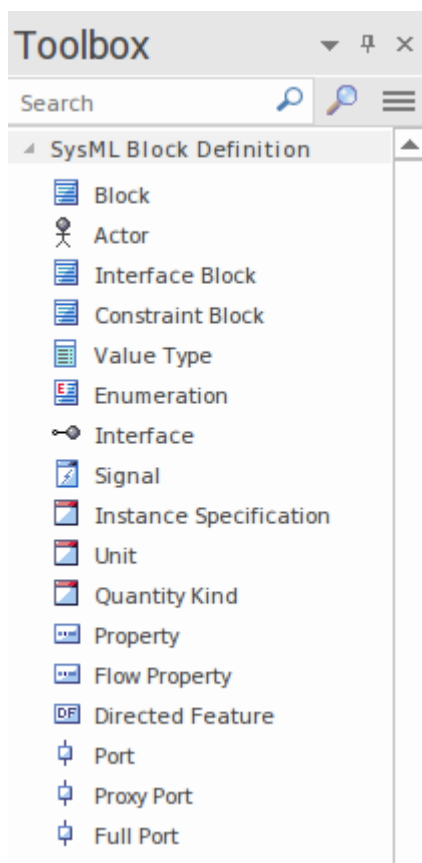 Toolbox
Search
SysML Block Definition
Block
Actor
Interface Block
Constraint Block
Value Type
Enumeration
Interface
Signal
Instance Specification
Unit
Quantity Kind
Property
Flow Property
DF Directed Feature
Port
Proxy Port
Full Port